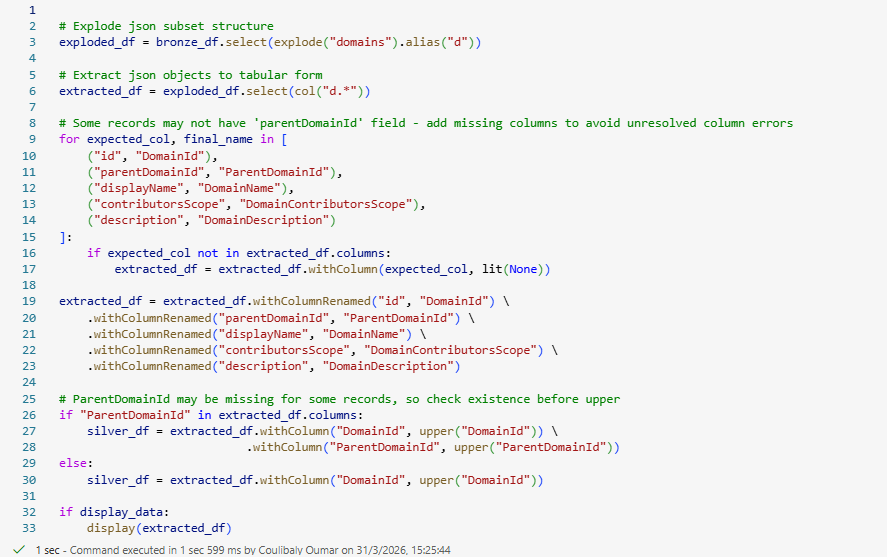 1
2 # Explode json subset structure
3 exploded_df = bronze_df.select(explode("domains").alias("d"))
4
5 # Extract json objects to tabular form
6 extracted_df = exploded_df.select(col("d.*"))
7
8 # Some records may not have 'parentDomainId' field - add missing columns to avoid unresolved column errors
9 for expected_col, final_name in [
10     ("id", "DomainId"),
11     ("parentDomainId", "ParentDomainId"),
12     ("displayName", "DomainName"),
13     ("contributorsScope", "DomainContributorsScope"),
14     ("description", "DomainDescription")
15 ]:
16     if expected_col not in extracted_df.columns:
17         extracted_df = extracted_df.withColumn(expected_col, lit(None))
18
19 extracted_df = extracted_df.withColumnRenamed("id", "DomainId") \
20     .withColumnRenamed("parentDomainId", "ParentDomainId") \
21     .withColumnRenamed("displayName", "DomainName") \
22     .withColumnRenamed("contributorsScope", "DomainContributorsScope") \
23     .withColumnRenamed("description", "DomainDescription")
24
25 # ParentDomainId may be missing for some records, so check existence before upper
26 if "ParentDomainId" in extracted_df.columns:
27     silver_df = extracted_df.withColumn("DomainId", upper("DomainId")) \
28                             .withColumn("ParentDomainId", upper("ParentDomainId"))
29 else:
30     silver_df = extracted_df.withColumn("DomainId", upper("DomainId"))
31
32 if display_data:
33     display(extracted_df)
1 sec - Command executed in 1 sec 599 ms by Coulibaly Oumar on 31/3/2026, 15:25:44